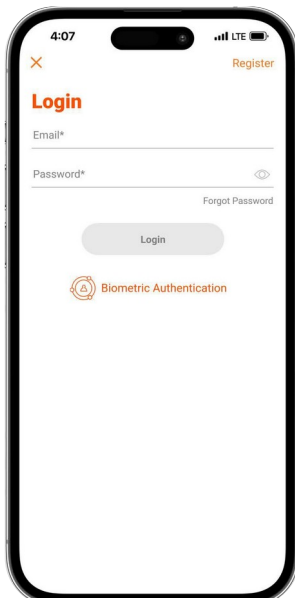 4:07 LTE
Register
Login
Email*
Password*
Forgot Password
Login
Biometric Authentication